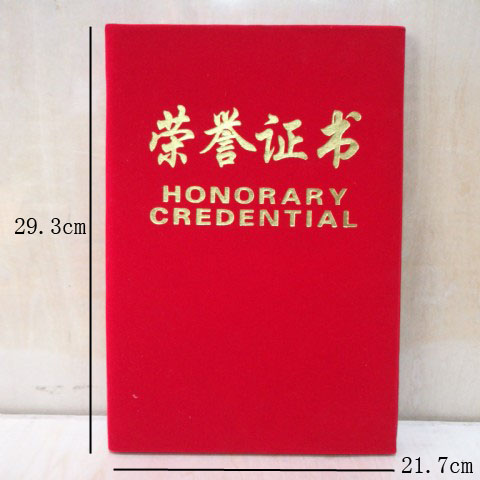 荣誉证书
HONORARY
CREDENTIAL
29.3cm
21.7cm